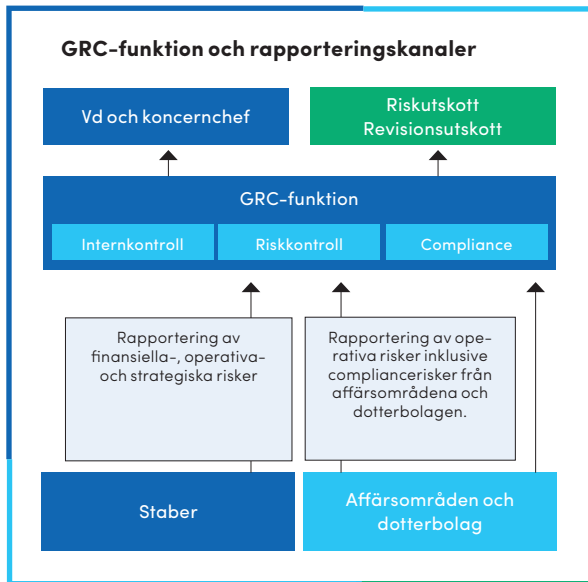 GRC-funktion och rapporteringskanaler
Vd och koncernchef
Riskutskott
Revisionsutskott
GRC-funktion
Internkontroll
Riskkontroll
Compliance
Rapportering av
finansiella-, operativa-
och strategiska risker
Rapportering av ope-
rativa risker inklusive
compliancerisker från
affärsområdena och
dotterbolagen.
Staber
Affärsområden och
dotterbolag